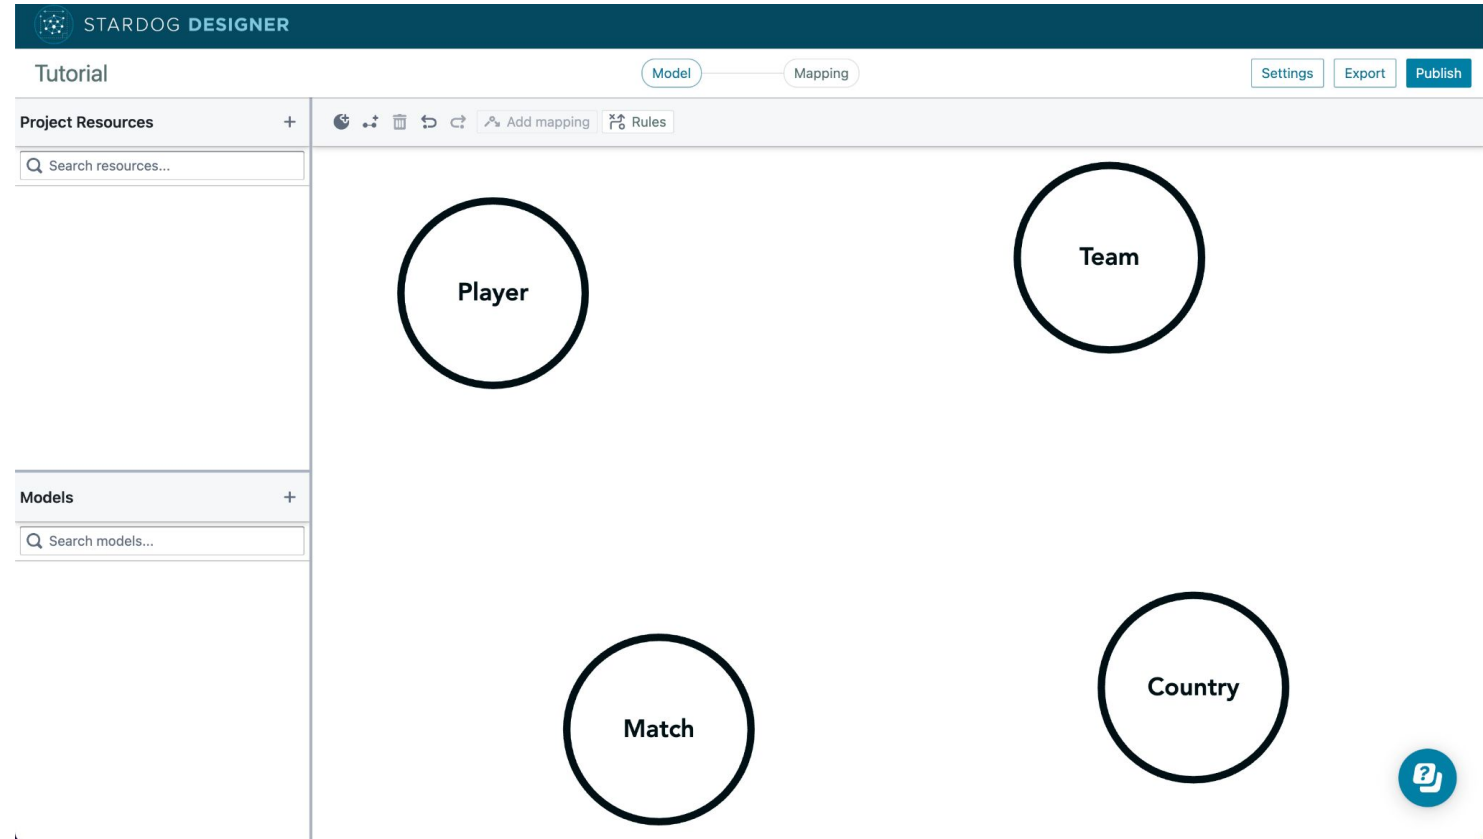 STARDOG DESIGNER
Tutorial
Model
Mapping
Settings
Export
Publish
Project Resources
Add mapping
Rules
Search resources...
Player
Team
Models
Search models...
Match
Country